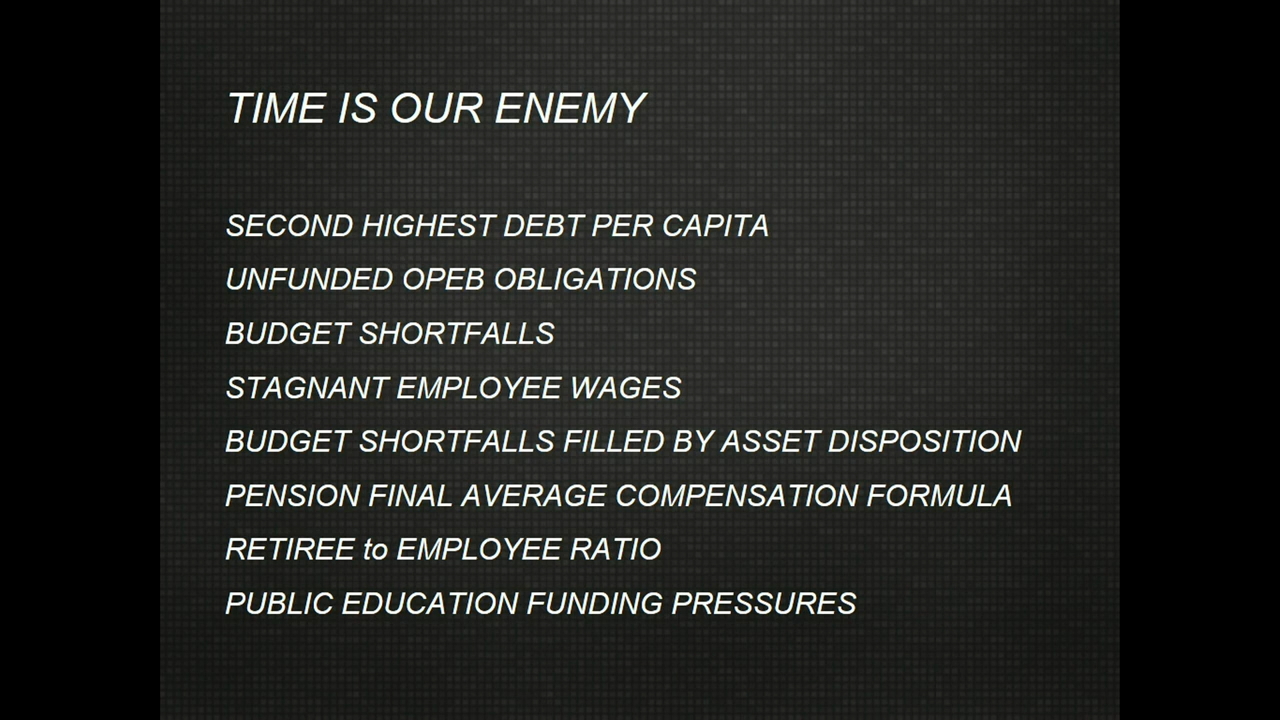 TIME IS OUR ENEMY
SECOND HIGHEST DEBT PER CAPITA
UNFUNDED OPEB OBLIGATIONS
BUDGET SHORTFALLS
STAGNANT EMPLOYEE WAGES
BUDGET SHORTFALLS FILLED BY ASSET DISPOSITION
PENSION FINAL AVERAGE COMPENSATION FORMULA
RETIREE to EMPLOYEE RATIO
PUBLIC EDUCATION FUNDING PRESSURES